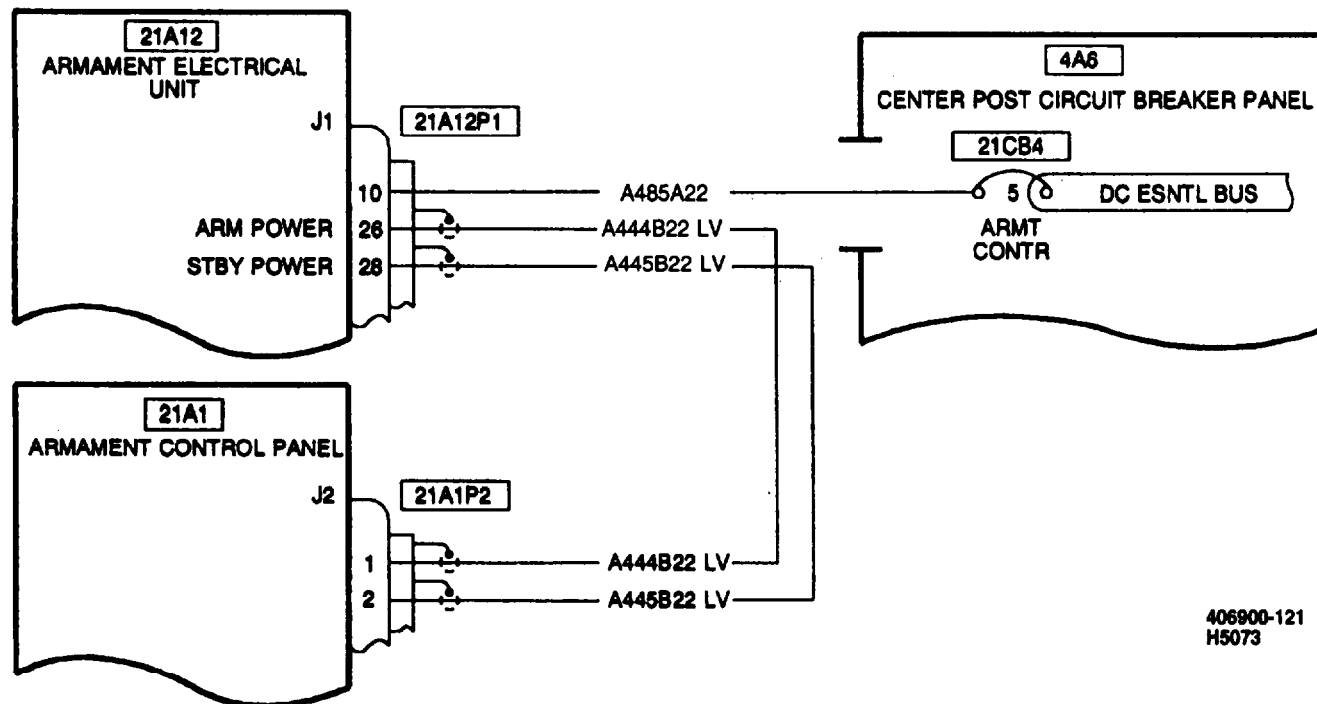 21A12
ARMAMENT ELECTRICAL
UNIT
J1
21A12P1
10
ARM POWER 26
STBY POWER 28
A485A22
A444B22 LV
A445B22 LV
4A6
CENTER POST CIRCUIT BREAKER PANEL
21CB4
5
DC ESNTL BUS
ARMT
CONTR
21A1
ARMAMENT CONTROL PANEL
J2
21A1P2
1
2
A444B22 LV
A445B22 LV
406900-121
H5073